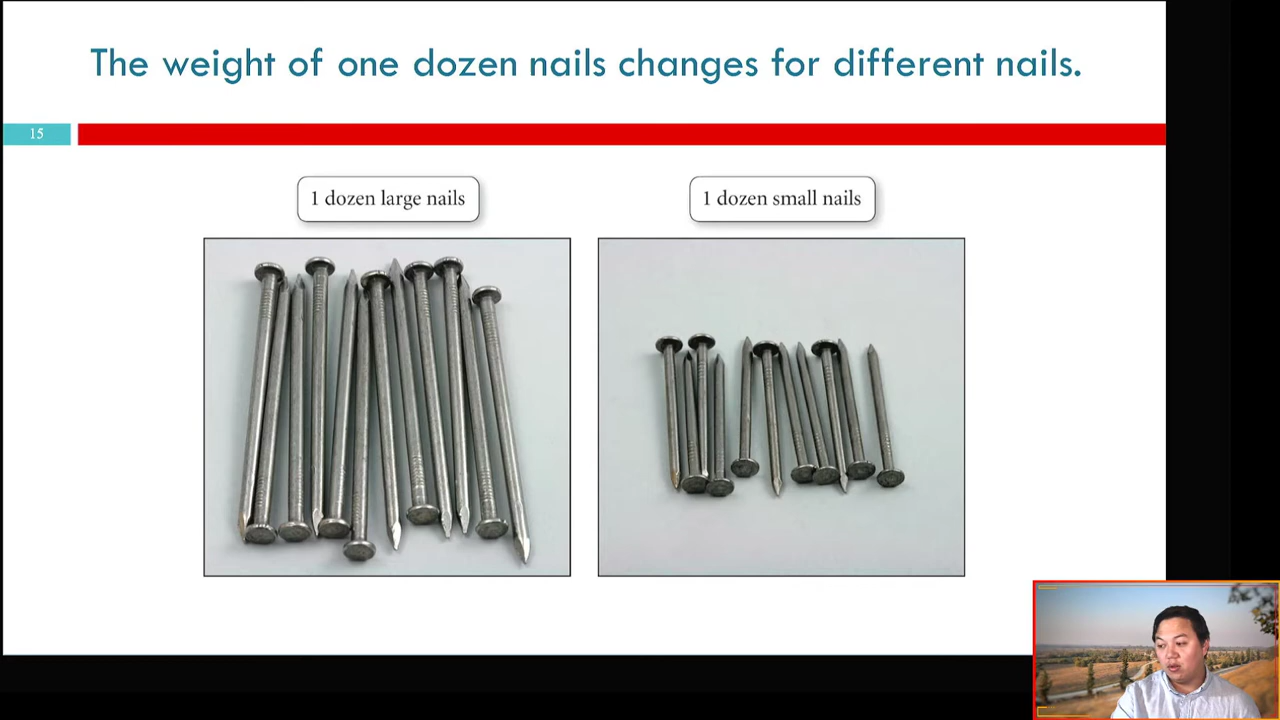 The weight of one dozen nails changes for different nails.
15
1 dozen large nails
1 dozen small nails